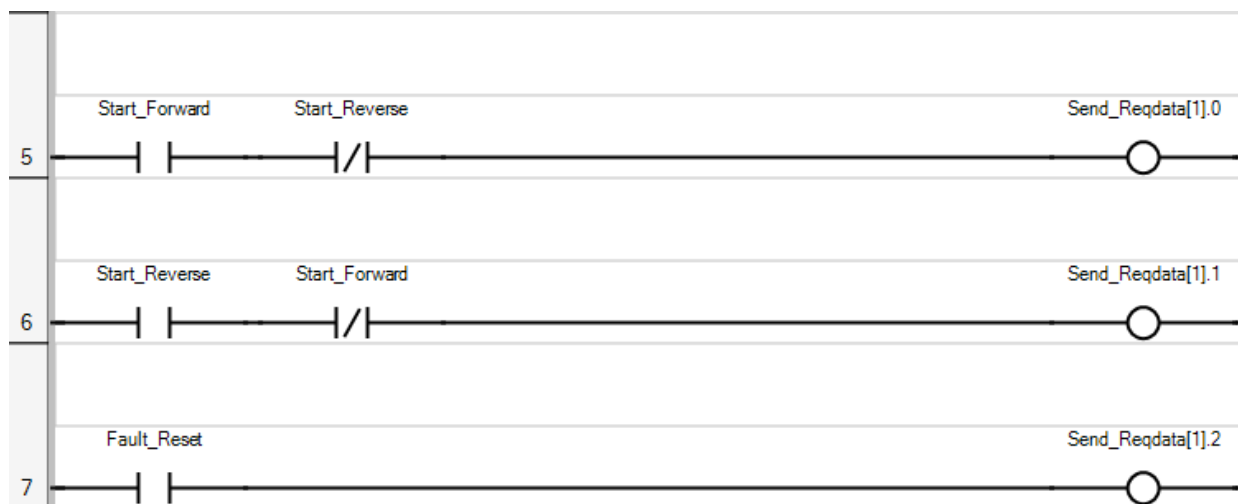 Start_Forward Start_Reverse Send_Reqdata[1].0
5
Start_Reverse Start_Forward Send_Reqdata[1].1
6
Fault_Reset Send_Reqdata[1].2
7